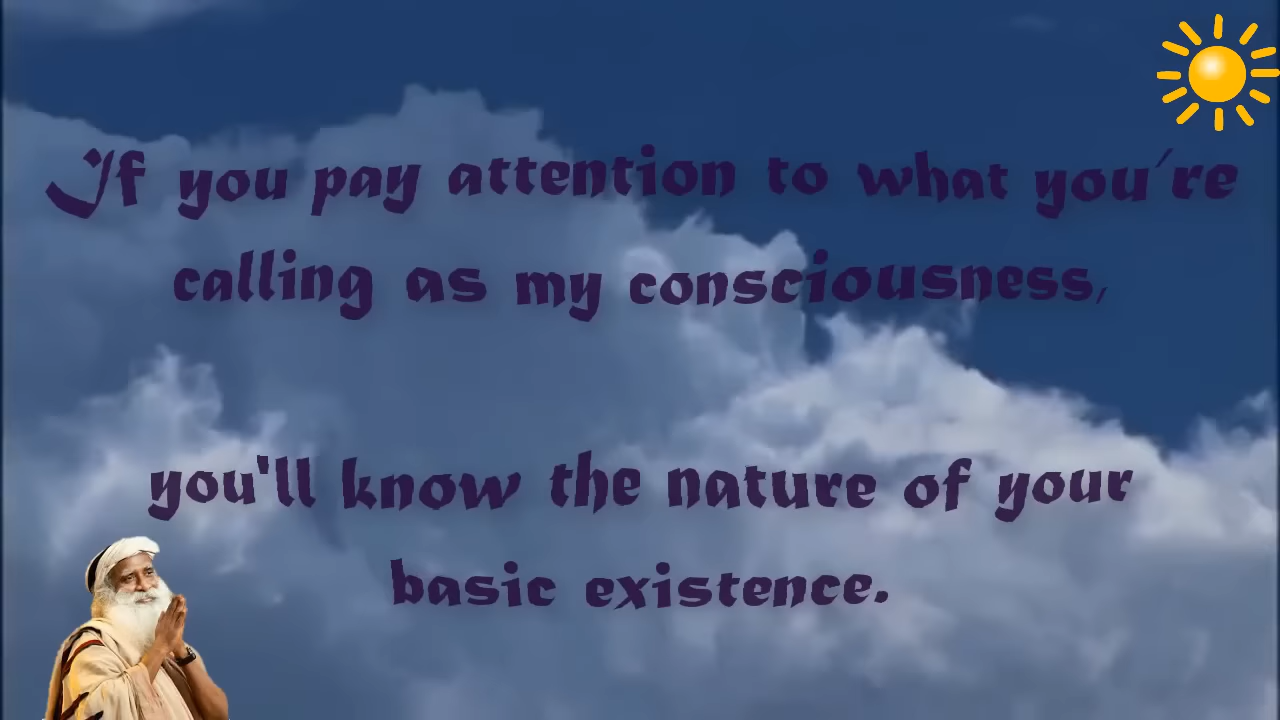 If you pay attention to what you're
calling as my consciousness,
you'll know the nature of your
basic existence.